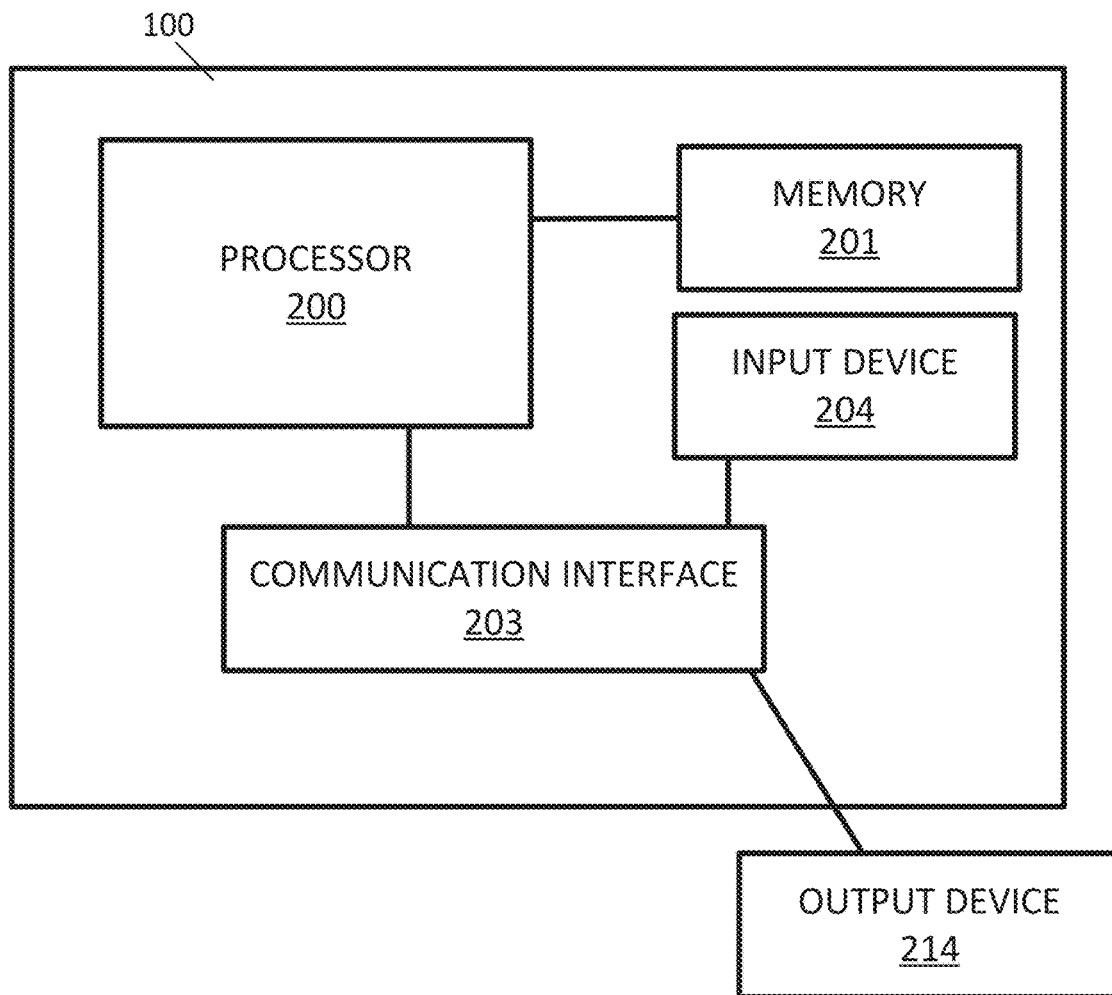 100
PROCESSOR
200
MEMORY
201
INPUT DEVICE
204
COMMUNICATION INTERFACE
203
OUTPUT DEVICE
214